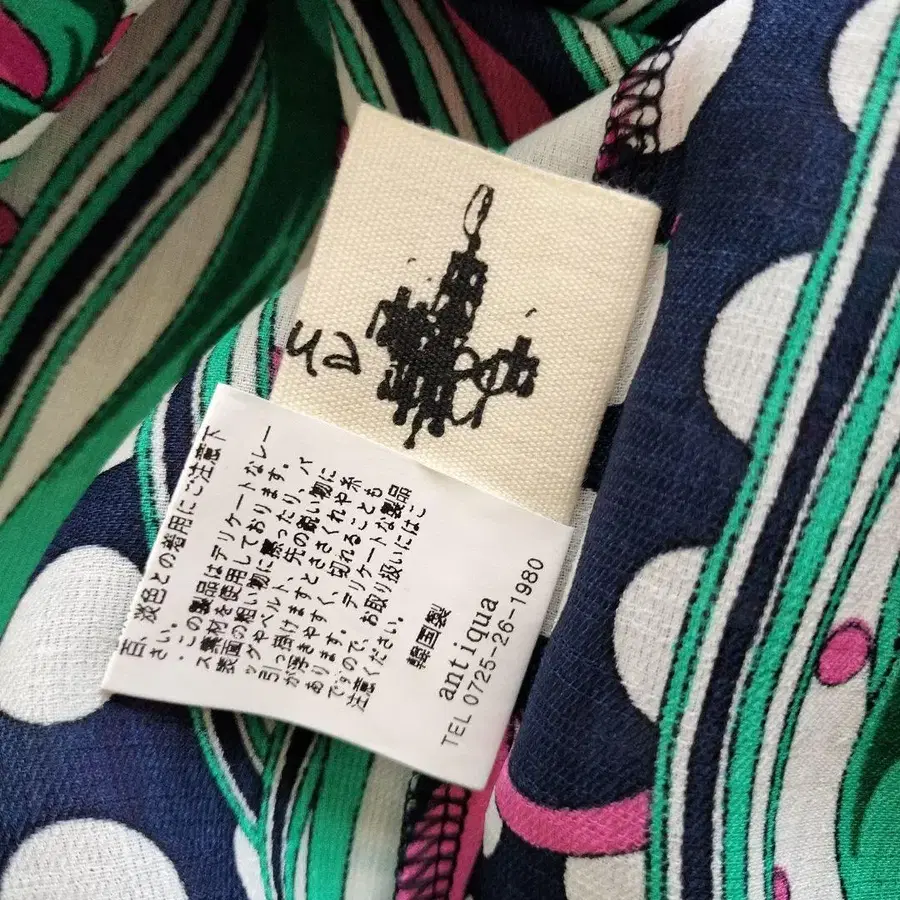 白、淡色との着用にご注意下
さい。
・この製品はデリケートなレー
ス素材を使用しております。
表面の粗い物に擦ったり、バ
ッグやベルト、先の鋭い物に
引っ掛けますとささくれや糸
が浮きやすく、切れることも
あります。デリケートな製品
ですので、お取り扱いにはご
注意ください。
韓国製
antiqua
TEL 0725-26-1980